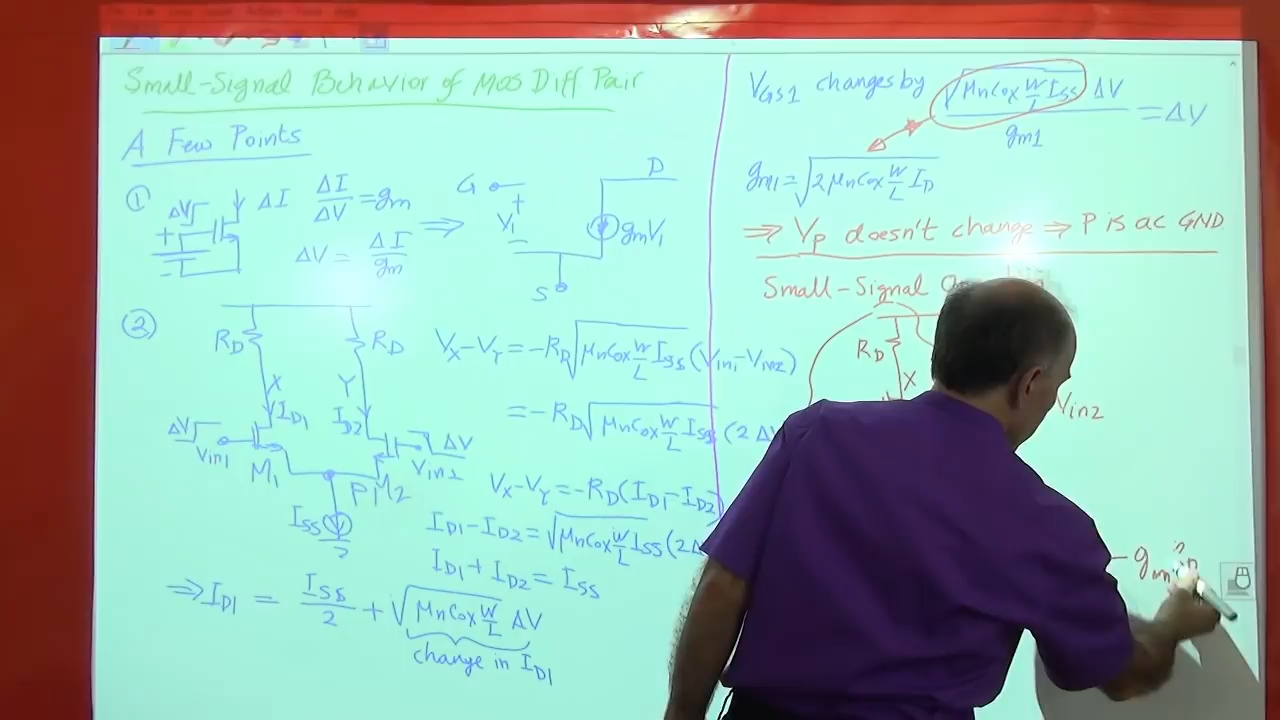 Small-Signal Behavior of MOS Diff Pair
A Few Points
①
ΔV
ΔI
ΔI/ΔV = gm
ΔV = ΔI/gm
⇒
G
+
V1
−
gmV1
D
S
②
RD
RD
X
Y
ID1
ID2
ΔV
Vin1
M1
P
M2
Vin2
ΔV
ISS
VX−VY = −RD√(μnCox W/L ISS) (Vin1−Vin2)
= −RD√(μnCox W/L ISS) (2Δ
VX−VY = −RD(ID1−ID2)
ID1−ID2 = √(μnCox W/L ISS) (2Δ
ID1+ID2 = ISS
⇒ ID1 = ISS/2 + √(μnCox W/L) ΔV
change in ID1
VGS1 changes by √(μnCox W/L ISS) ΔV / gm1 = ΔV
gm1 = √(2μnCox W/L ID)
⇒ VP doesn't change ⇒ P is ac GND
Small-Signal
RD
X
Vin2